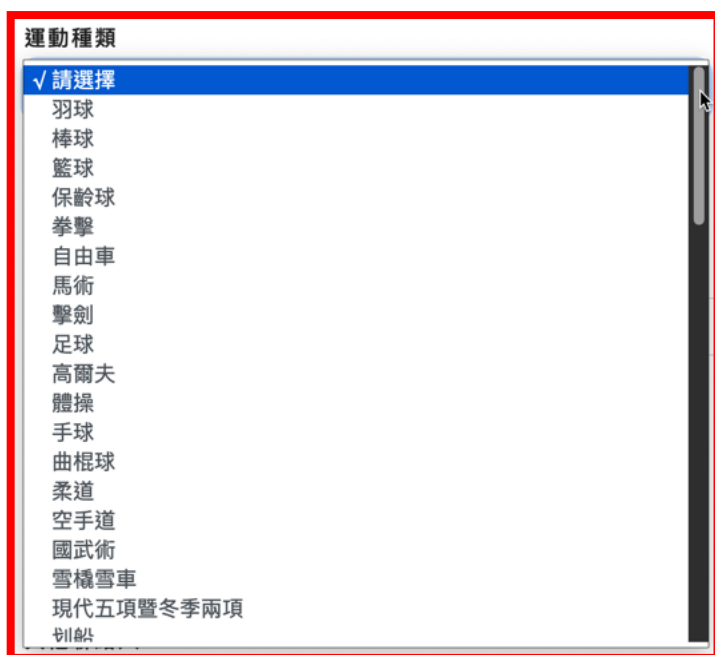 運動種類
√ 請選擇
羽球
棒球
籃球
保齡球
拳擊
自由車
馬術
擊劍
足球
高爾夫
體操
手球
曲棍球
柔道
空手道
國武術
雪橇雪車
現代五項暨冬季兩項
划船